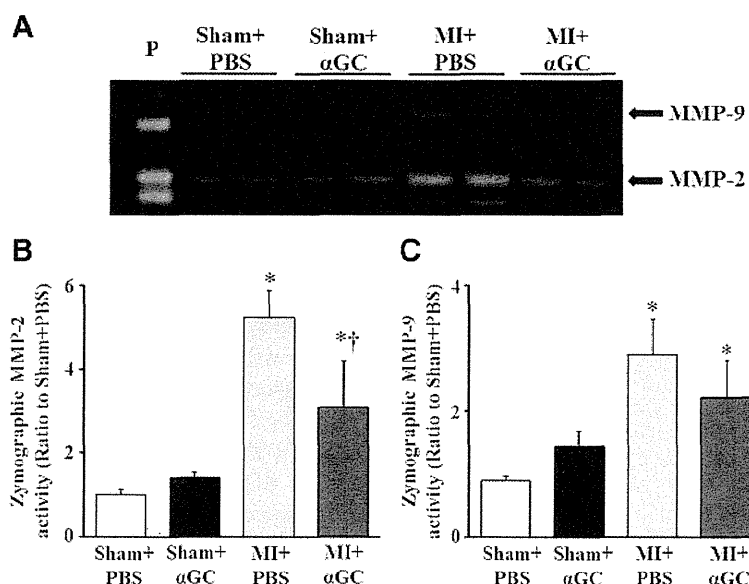 A
P
Sham+ Sham+ MI+ MI+
PBS αGC PBS αGC
MMP-9
MMP-2
B
Zymographic MMP-2
activity (Ratio to Sham+PBS)
6
4
2
0
*
*†
Sham+ Sham+ MI+ MI+
PBS αGC PBS αGC
C
Zymographic MMP-9
activity (Ratio to Sham+PBS)
4
2
0
*
*
Sham+ Sham+ MI+ MI+
PBS αGC PBS αGC